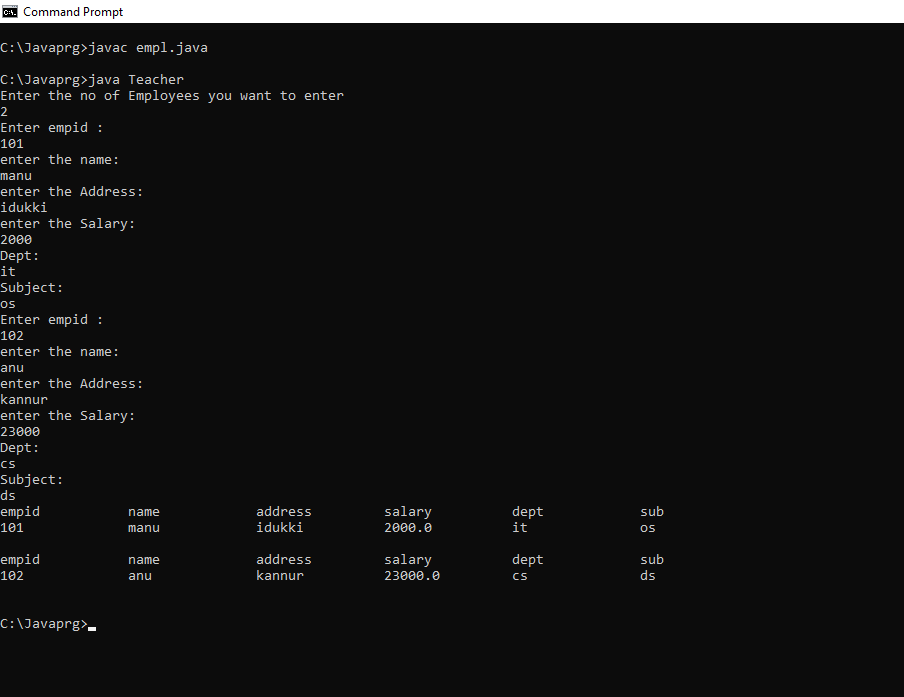 Command Prompt
C:\Javaprg>javac empl.java
C:\Javaprg>java Teacher
Enter the no of Employees you want to enter
2
Enter empid :
101
enter the name:
manu
enter the Address:
idukki
enter the Salary:
2000
Dept:
it
Subject:
os
Enter empid :
102
enter the name:
anu
enter the Address:
kannur
enter the Salary:
23000
Dept:
cs
Subject:
ds
empid name address salary dept sub
101 manu idukki 2000.0 it os
empid name address salary dept sub
102 anu kannur 23000.0 cs ds
C:\Javaprg>